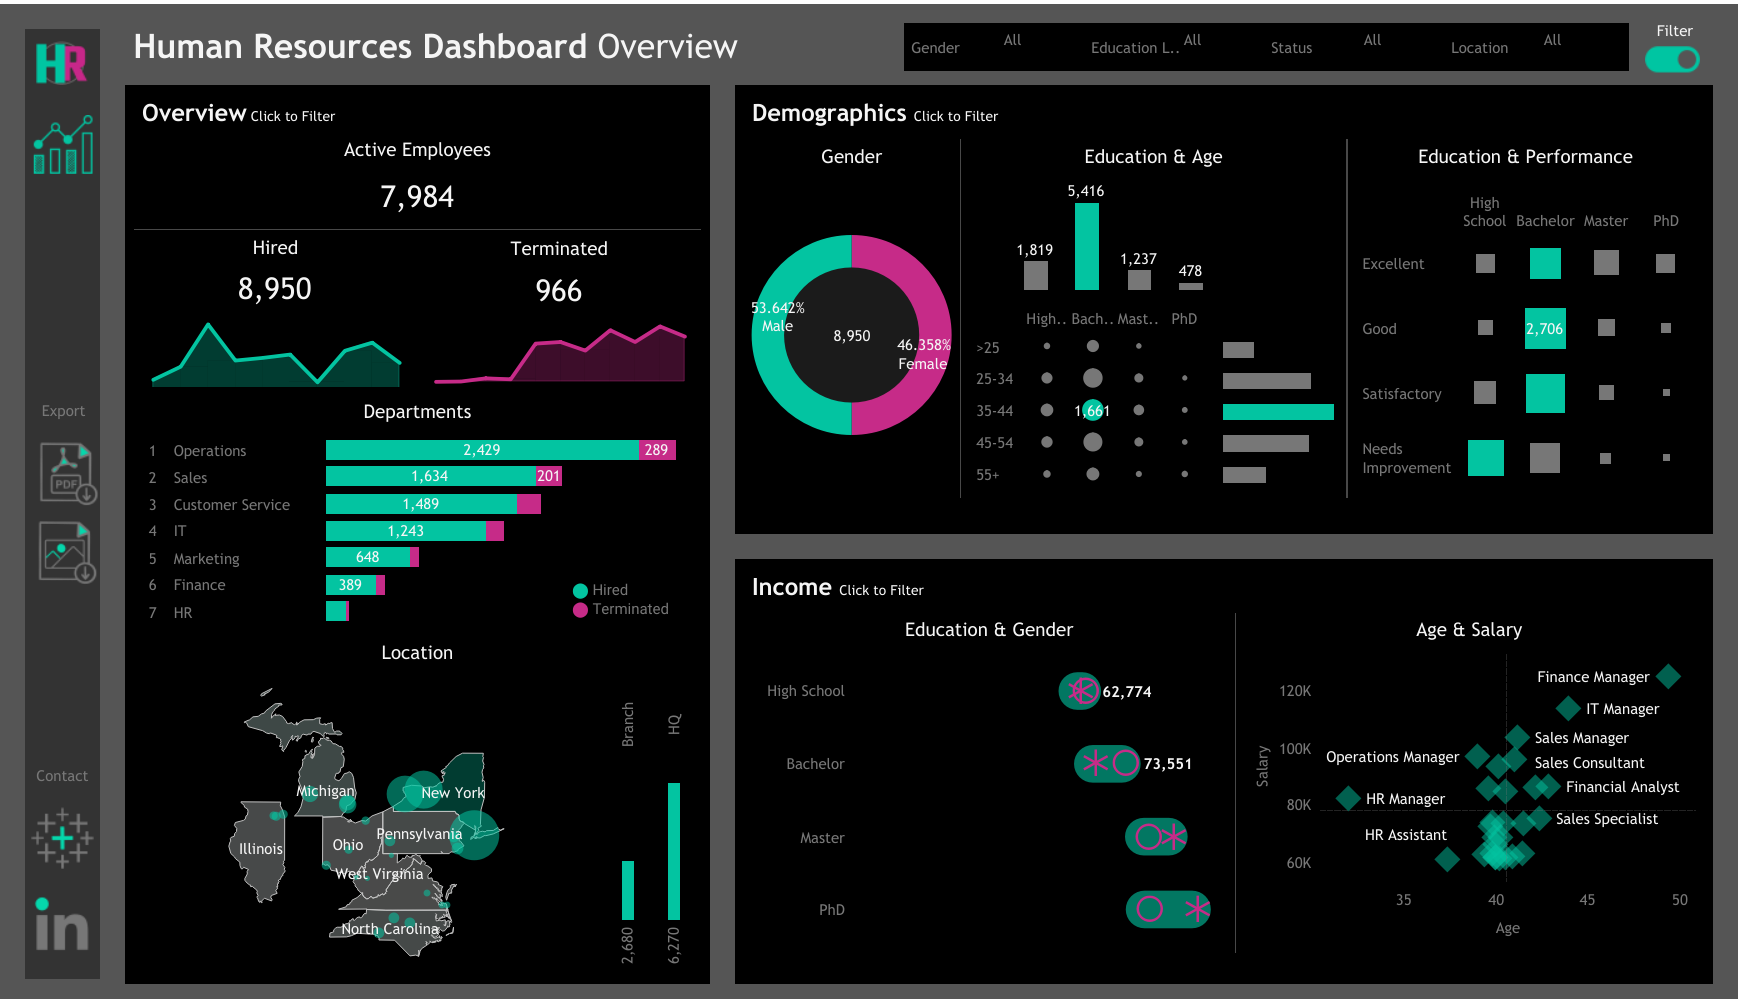 HR
Human Resources Dashboard Overview
Gender All Education L.. All Status All Location All
Filter
Overview Click to Filter
Active Employees
7,984
Hired
8,950
Terminated
966
Departments
1 Operations 2,429 289
2 Sales 1,634 201
3 Customer Service 1,489
4 IT 1,243
5 Marketing 648
6 Finance 389
7 HR
Hired
Terminated
Location
Michigan
New York
Illinois
Ohio
Pennsylvania
West Virginia
North Carolina
Branch
HQ
2,680
6,270
Export
PDF
Contact
in
Demographics Click to Filter
Gender
53.642%
Male
8,950
46.358%
Female
Education & Age
5,416
1,819
1,237
478
High.. Bach.. Mast.. PhD
>25
25-34
35-44 1,661
45-54
55+
Education & Performance
High
School Bachelor Master PhD
Excellent
Good 2,706
Satisfactory
Needs
Improvement
Income Click to Filter
Education & Gender
High School 62,774
Bachelor 73,551
Master
PhD
Age & Salary
Salary
120K
100K
80K
60K
Finance Manager
IT Manager
Sales Manager
Operations Manager
Sales Consultant
Financial Analyst
HR Manager
Sales Specialist
HR Assistant
35 40 45 50
Age